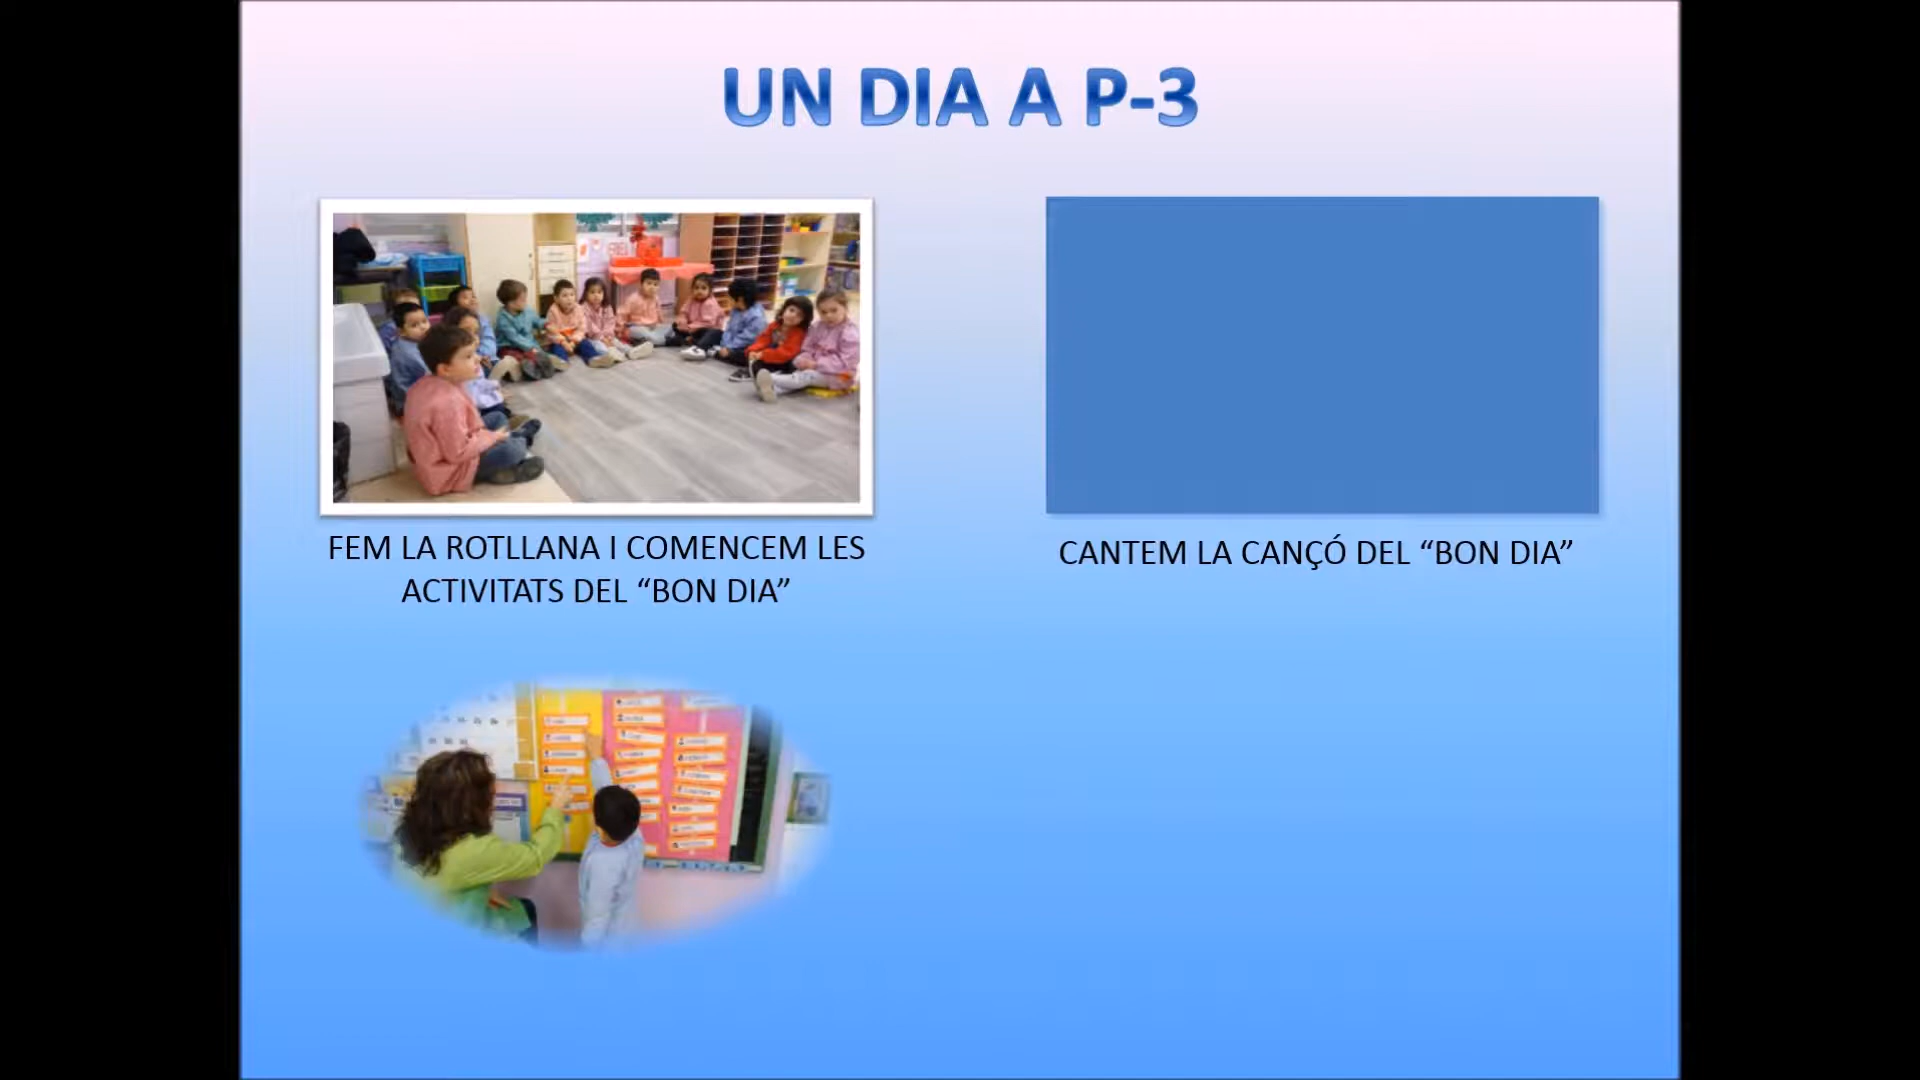 UN DIA A P-3
FEM LA ROTLLANA I COMENCEM LES
ACTIVITATS DEL “BON DIA”
CANTEM LA CANÇÓ DEL “BON DIA”